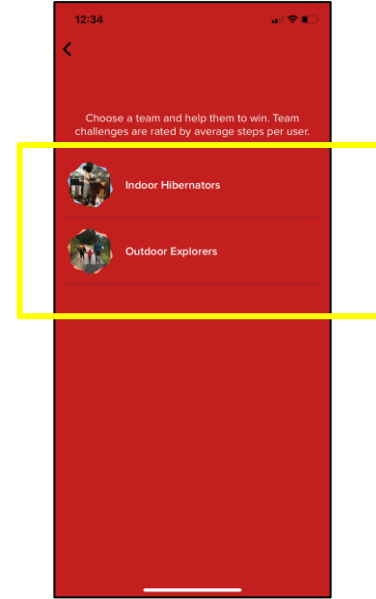 12:34
Choose a team and help them to win. Team
challenges are rated by average steps per user.
Indoor Hibernators
Outdoor Explorers